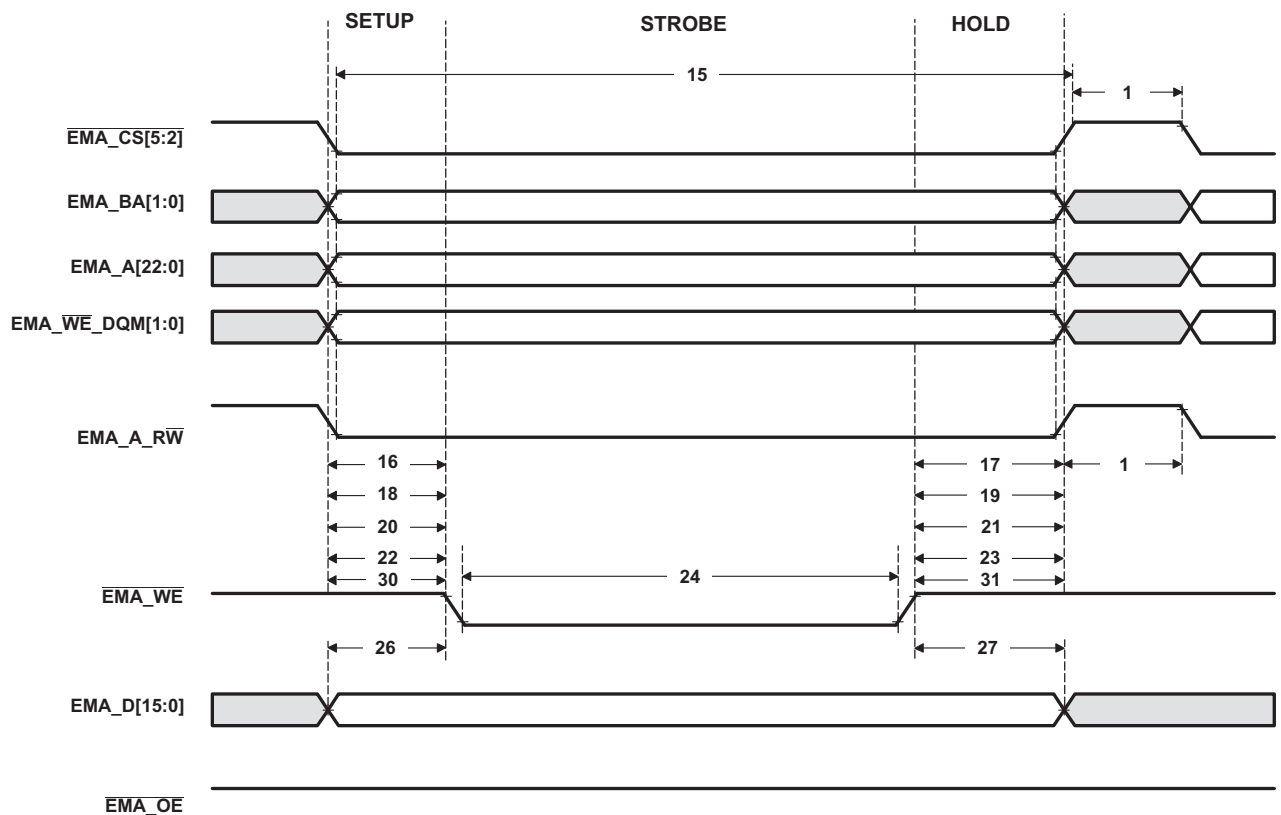 SETUP STROBE HOLD
15
1
EMA_CS[5:2]
EMA_BA[1:0]
EMA_A[22:0]
EMA_WE_DQM[1:0]
EMA_A_RW
16 17 1
18 19
20 21
22 23
30 24 31
EMA_WE
26 27
EMA_D[15:0]
EMA_OE